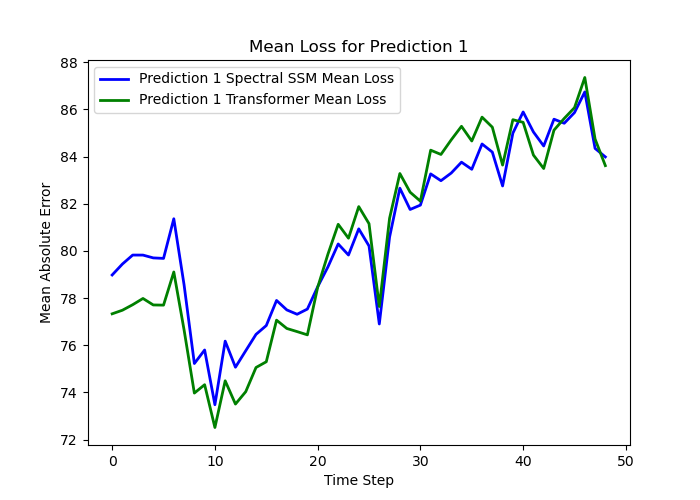 Mean Loss for Prediction 1
Prediction 1 Spectral SSM Mean Loss
Prediction 1 Transformer Mean Loss
Mean Absolute Error
88
86
84
82
80
78
76
74
72
0 10 20 30 40 50
Time Step